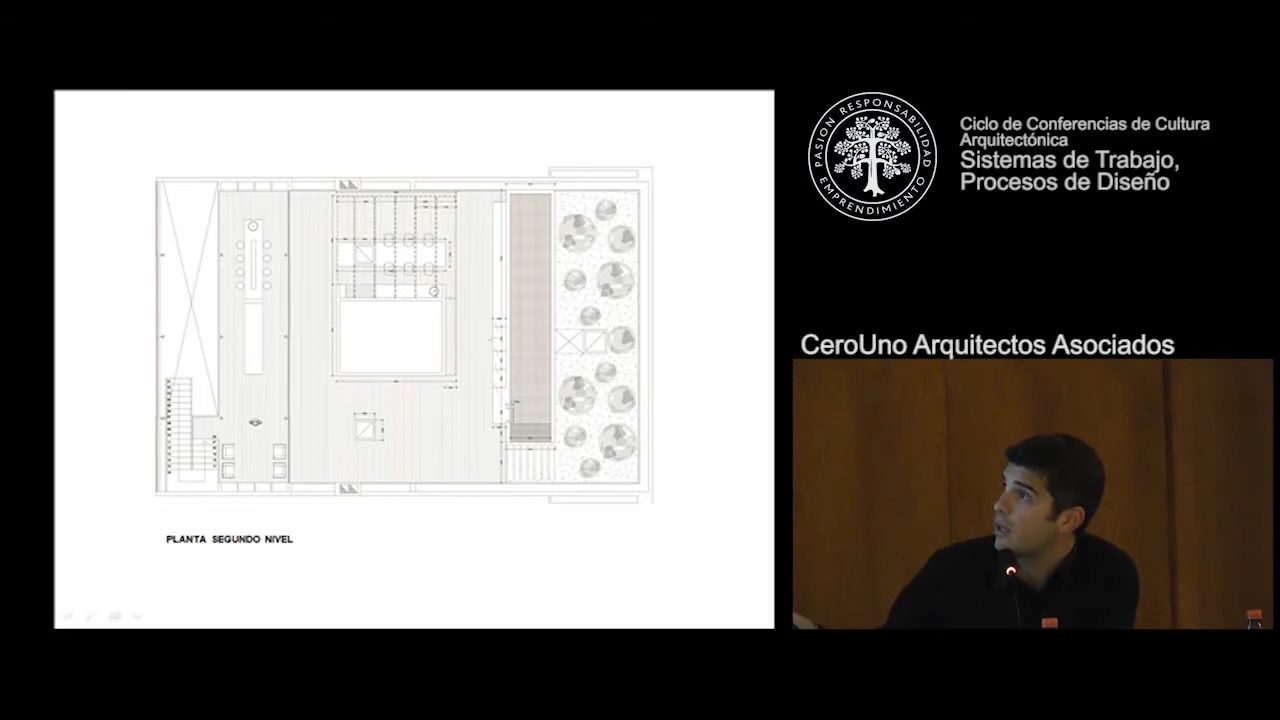 PASION RESPONSABILIDAD
EMPRENDIMIENTO
Ciclo de Conferencias de Cultura
Arquitectónica
Sistemas de Trabajo,
Procesos de Diseño
CeroUno Arquitectos Asociados
PLANTA SEGUNDO NIVEL